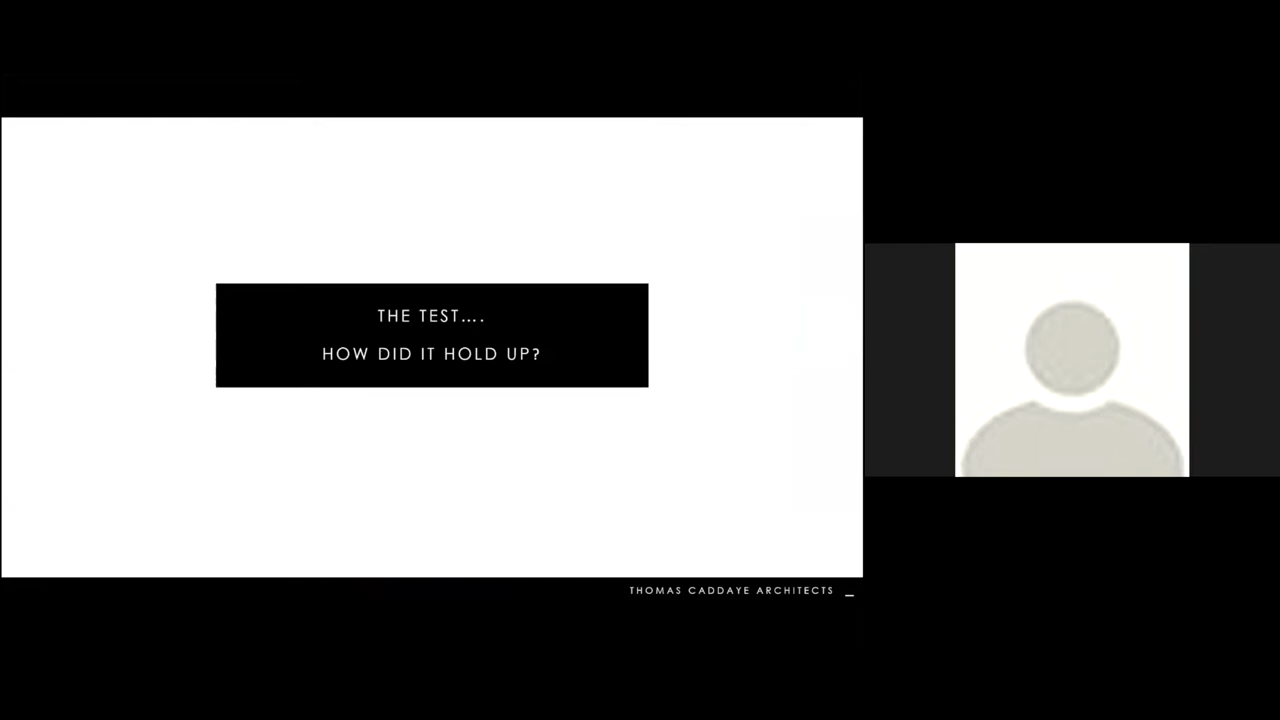 THE TEST....
HOW DID IT HOLD UP?
THOMAS CADDAYE ARCHITECTS _